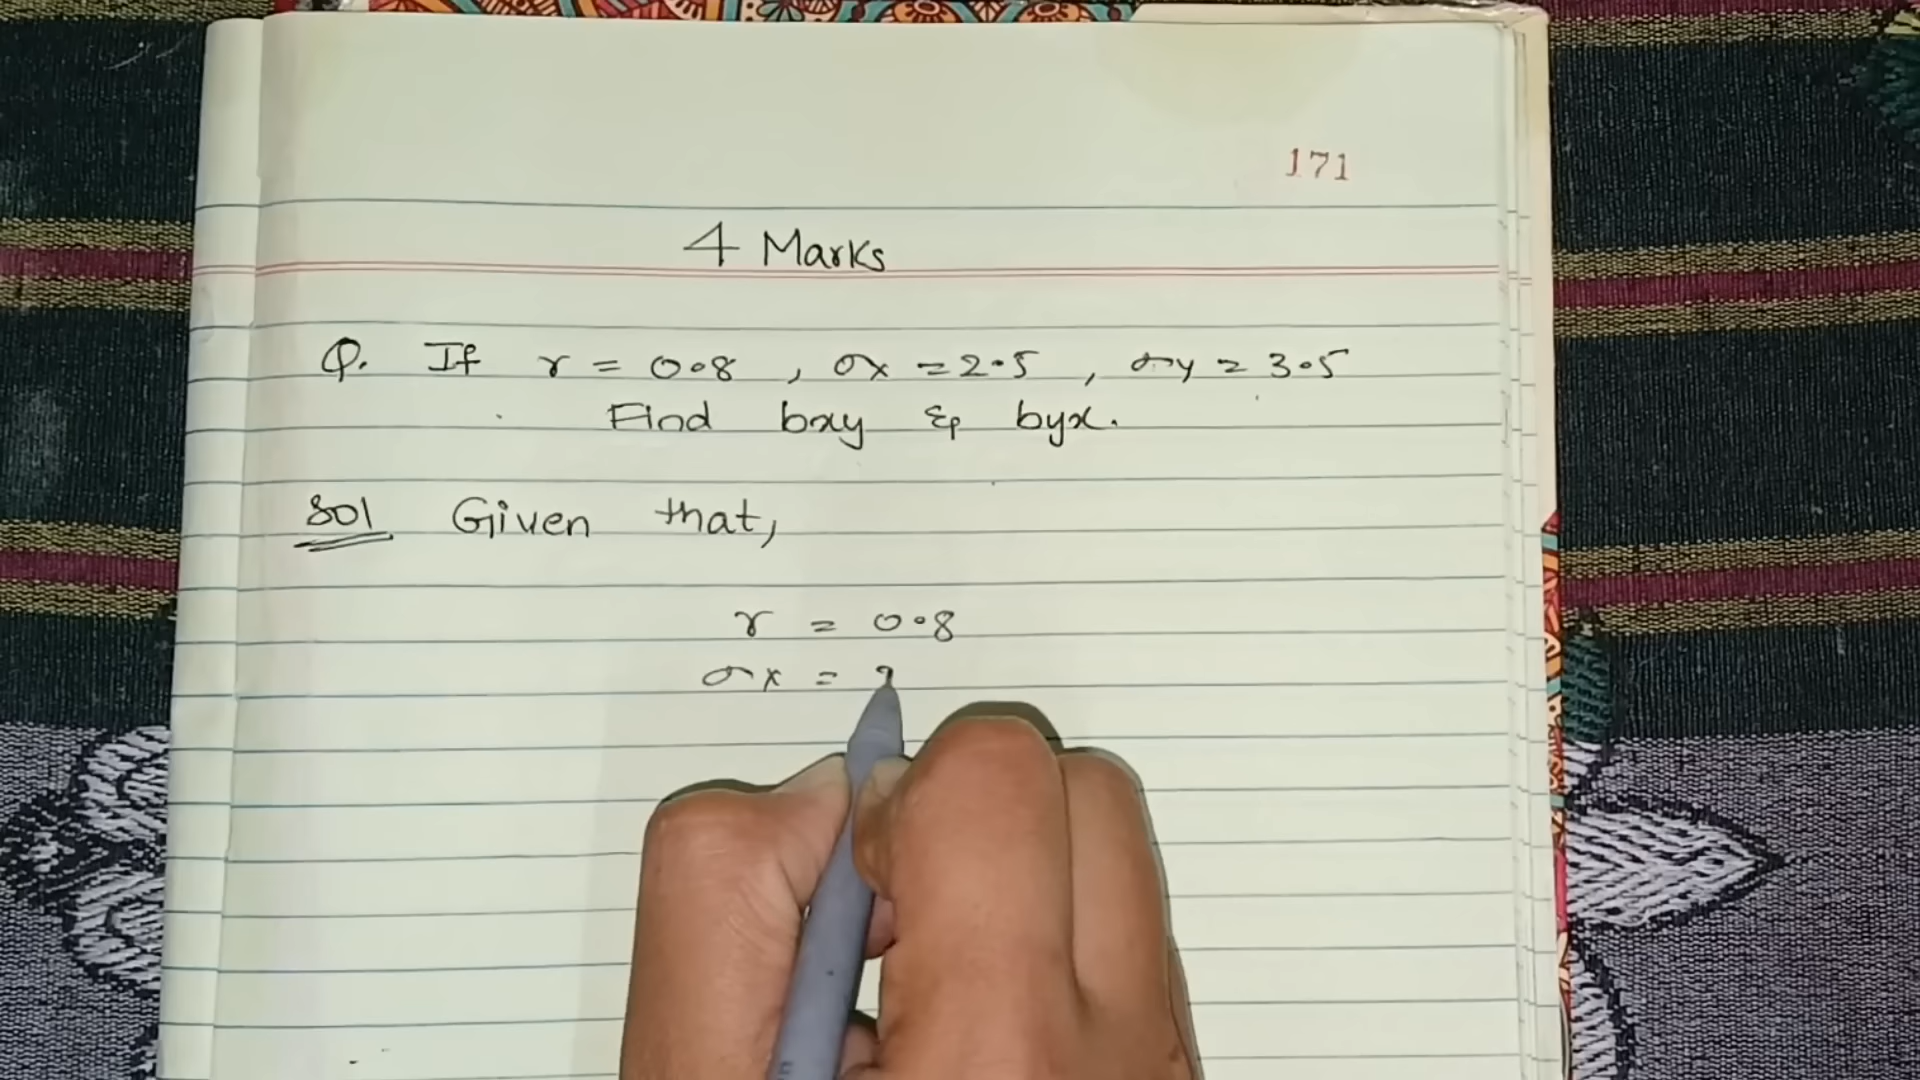 171
4 Marks
Q. If r = 0.8 , σx = 2.5 , σy = 3.5
Find bxy & byx.
Sol Given that,
r = 0.8
σx = 2